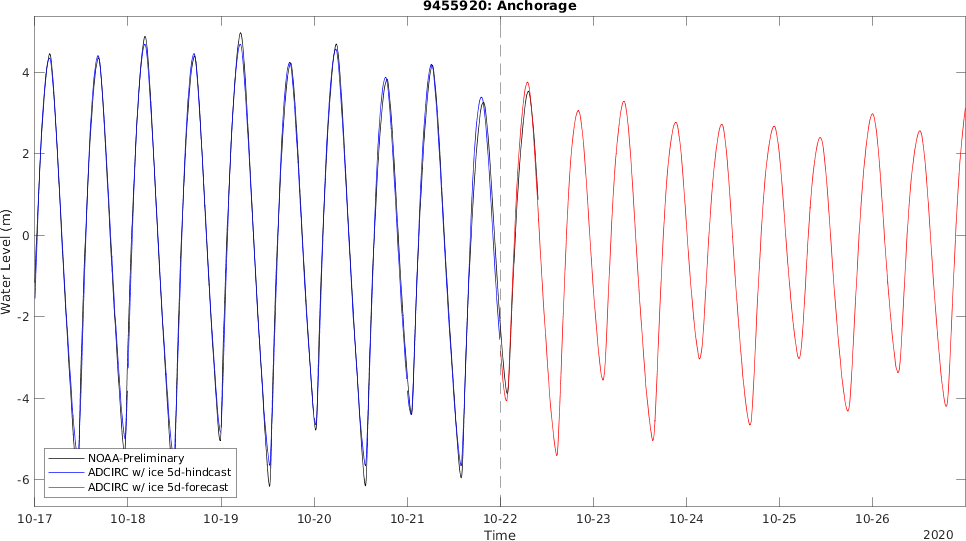 9455920: Anchorage
Water Level (m)
4
2
0
-2
-4
-6
NOAA-Preliminary
ADCIRC w/ ice 5d-hindcast
ADCIRC w/ ice 5d-forecast
10-17 10-18 10-19 10-20 10-21 10-22 10-23 10-24 10-25 10-26
Time
2020